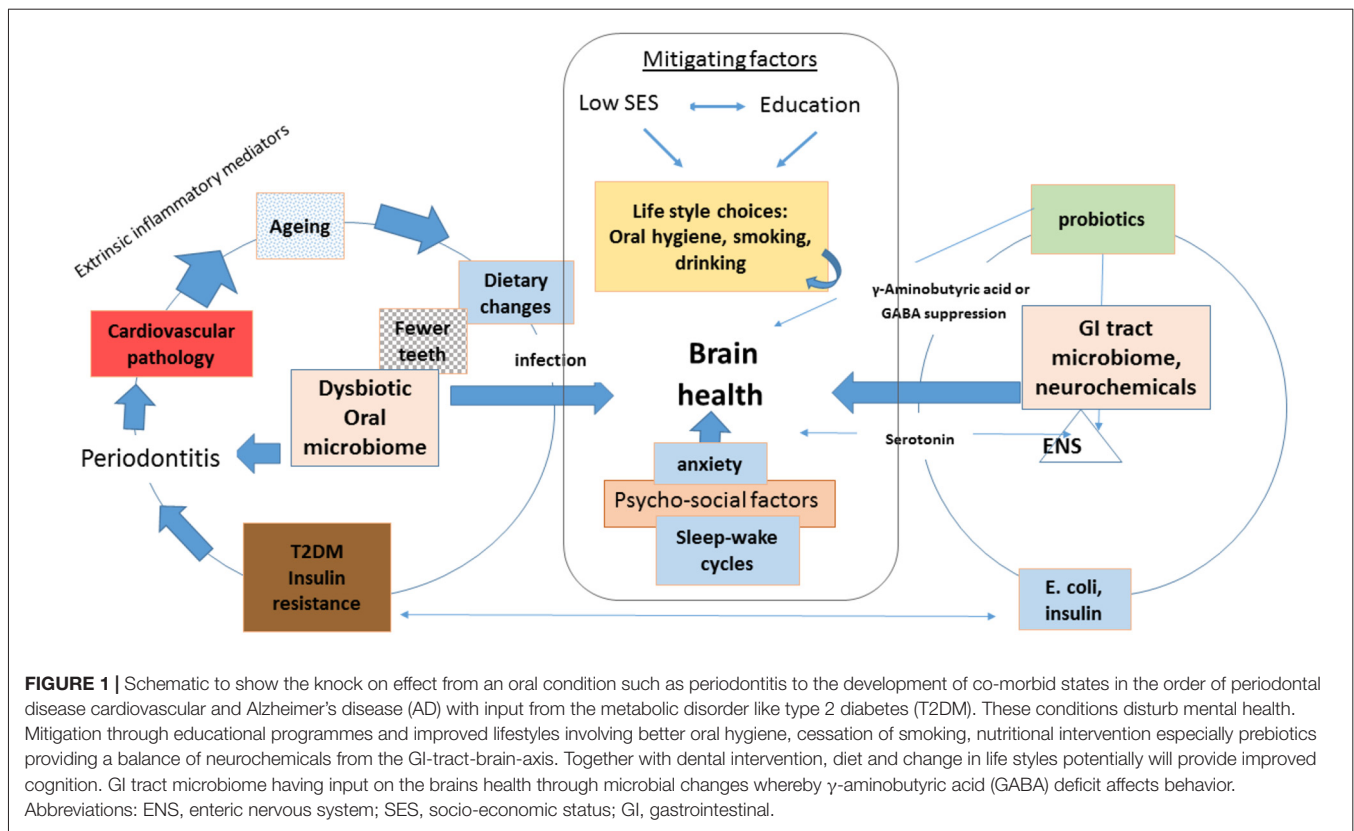 Mitigating factors
Low SES
Education
Life style choices:
Oral hygiene, smoking,
drinking
Extrinsic inflammatory mediators
Ageing
Dietary
changes
Fewer
teeth
Cardiovascular
pathology
Dysbiotic
Oral
microbiome
Periodontitis
T2DM
Insulin
resistance
infection
Brain
health
anxiety
Psycho-social factors
Sleep-wake
cycles
probiotics
γ-Aminobutyric acid or
GABA suppression
GI tract
microbiome,
neurochemicals
Serotonin
ENS
E. coli,
insulin
FIGURE 1 | Schematic to show the knock on effect from an oral condition such as periodontitis to the development of co-morbid states in the order of periodontal
disease cardiovascular and Alzheimer's disease (AD) with input from the metabolic disorder like type 2 diabetes (T2DM). These conditions disturb mental health.
Mitigation through educational programmes and improved lifestyles involving better oral hygiene, cessation of smoking, nutritional intervention especially prebiotics
providing a balance of neurochemicals from the GI-tract-brain-axis. Together with dental intervention, diet and change in life styles potentially will provide improved
cognition. GI tract microbiome having input on the brains health through microbial changes whereby γ-aminobutyric acid (GABA) deficit affects behavior.
Abbreviations: ENS, enteric nervous system; SES, socio-economic status; GI, gastrointestinal.